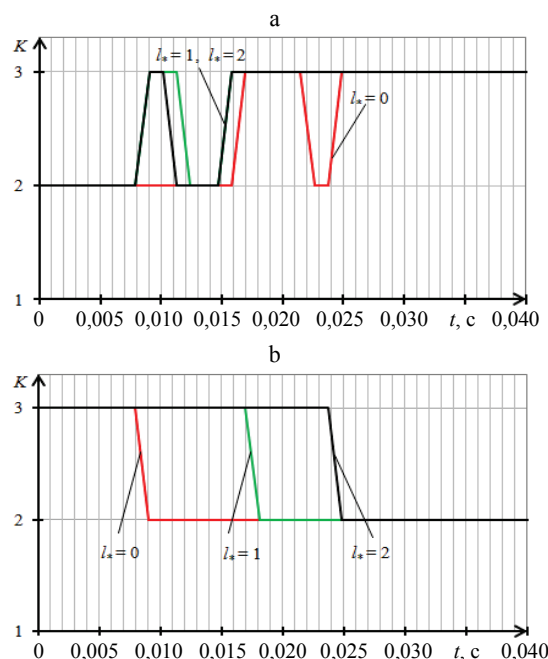 a
K
l* = 1, l* = 2
3
l* = 0
2
1
0 0,005 0,010 0,015 0,020 0,025 0,030 t, c 0,040
b
K
3
2
l* = 0 l* = 1 l* = 2
1
0 0,005 0,010 0,015 0,020 0,025 0.030 t, c 0,040